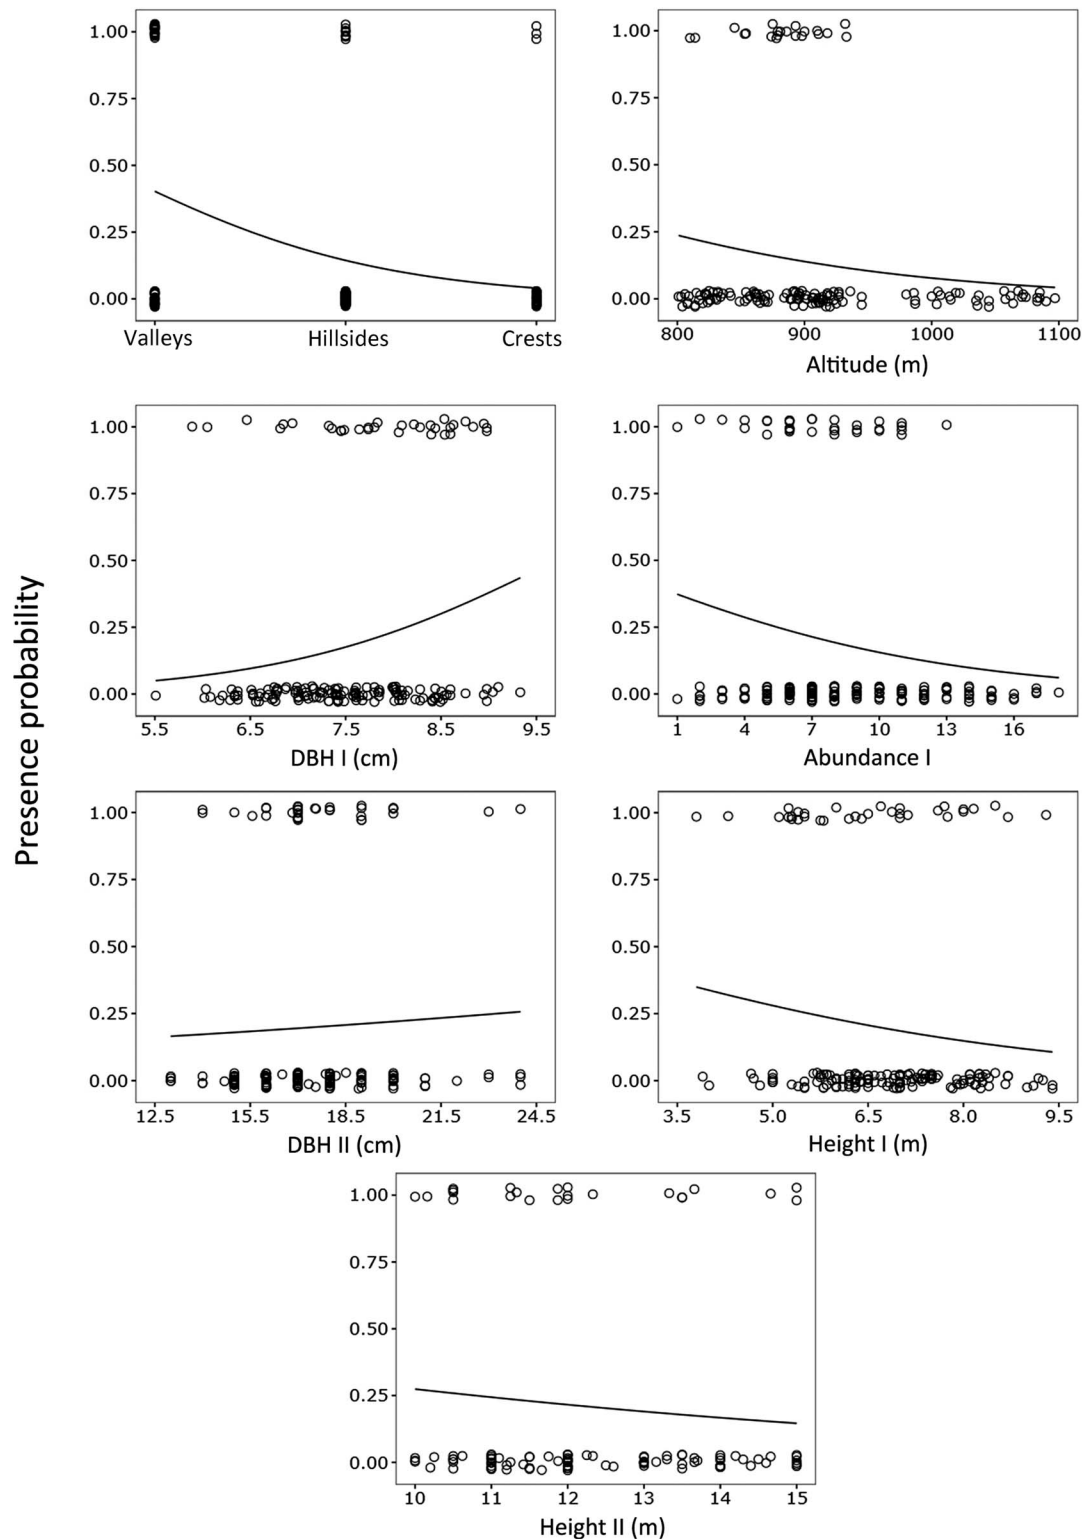 Presence probability
1.00
0.75
0.50
0.25
0.00
Valleys Hillsides Crests
1.00
0.75
0.50
0.25
0.00
800 900 1000 1100
Altitude (m)
1.00
0.75
0.50
0.25
0.00
5.5 6.5 7.5 8.5 9.5
DBH I (cm)
1.00
0.75
0.50
0.25
0.00
1 4 7 10 13 16
Abundance I
1.00
0.75
0.50
0.25
0.00
12.5 15.5 18.5 21.5 24.5
DBH II (cm)
1.00
0.75
0.50
0.25
0.00
3.5 5.0 6.5 8.0 9.5
Height I (m)
1.00
0.75
0.50
0.25
0.00
10 11 12 13 14 15
Height II (m)